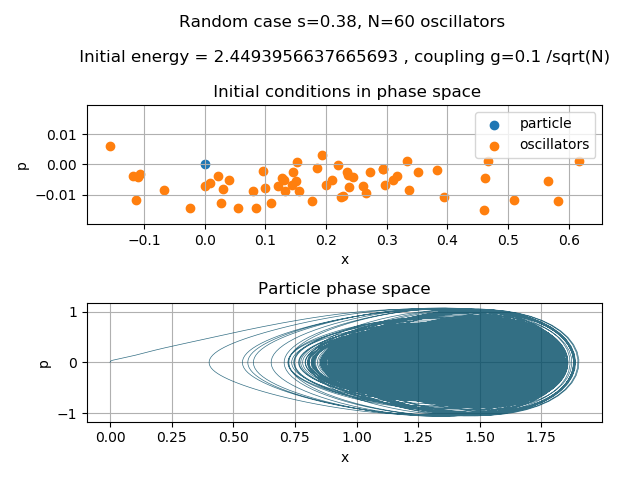 Random case s=0.38, N=60 oscillators
Initial energy = 2.4493956637665693 , coupling g=0.1 /sqrt(N)
Initial conditions in phase space
particle
oscillators
0.01
0.00
−0.01
p
−0.1 0.0 0.1 0.2 0.3 0.4 0.5 0.6
x
Particle phase space
1
0
−1
p
0.00 0.25 0.50 0.75 1.00 1.25 1.50 1.75
x